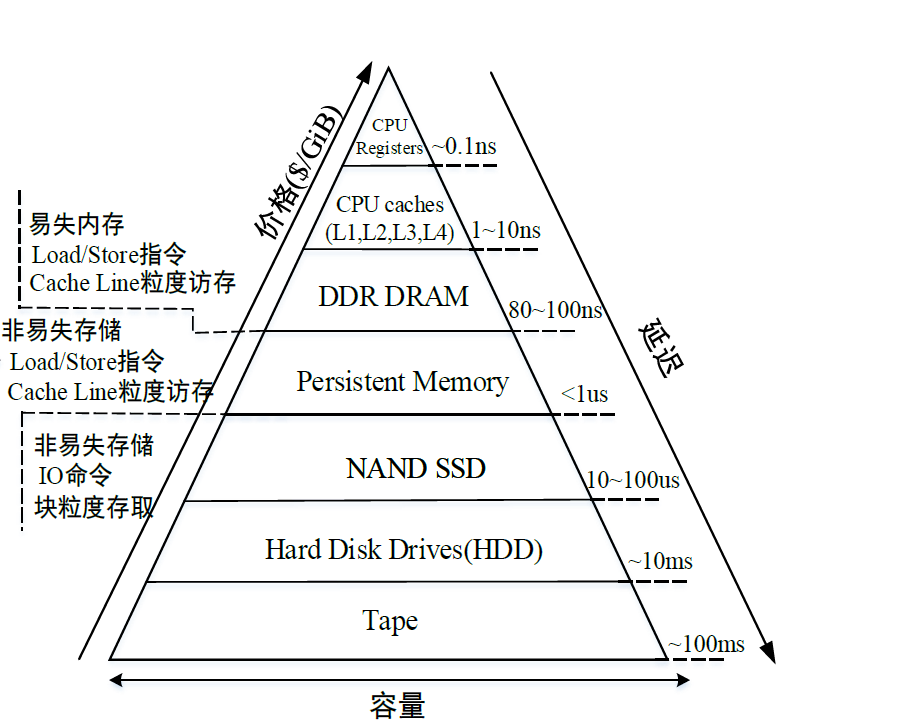 CPU
Registers
~0.1ns
价格($/GiB)
CPU caches
(L1,L2,L3,L4)
1~10ns
易失内存
Load/Store指令
Cache Line粒度访存
DDR DRAM
80~100ns
非易失存储
Load/Store指令
Cache Line粒度访存
Persistent Memory
<1us
延迟
非易失存储
IO命令
块粒度存取
NAND SSD
10~100us
Hard Disk Drives(HDD)
~10ms
Tape
~100ms
容量